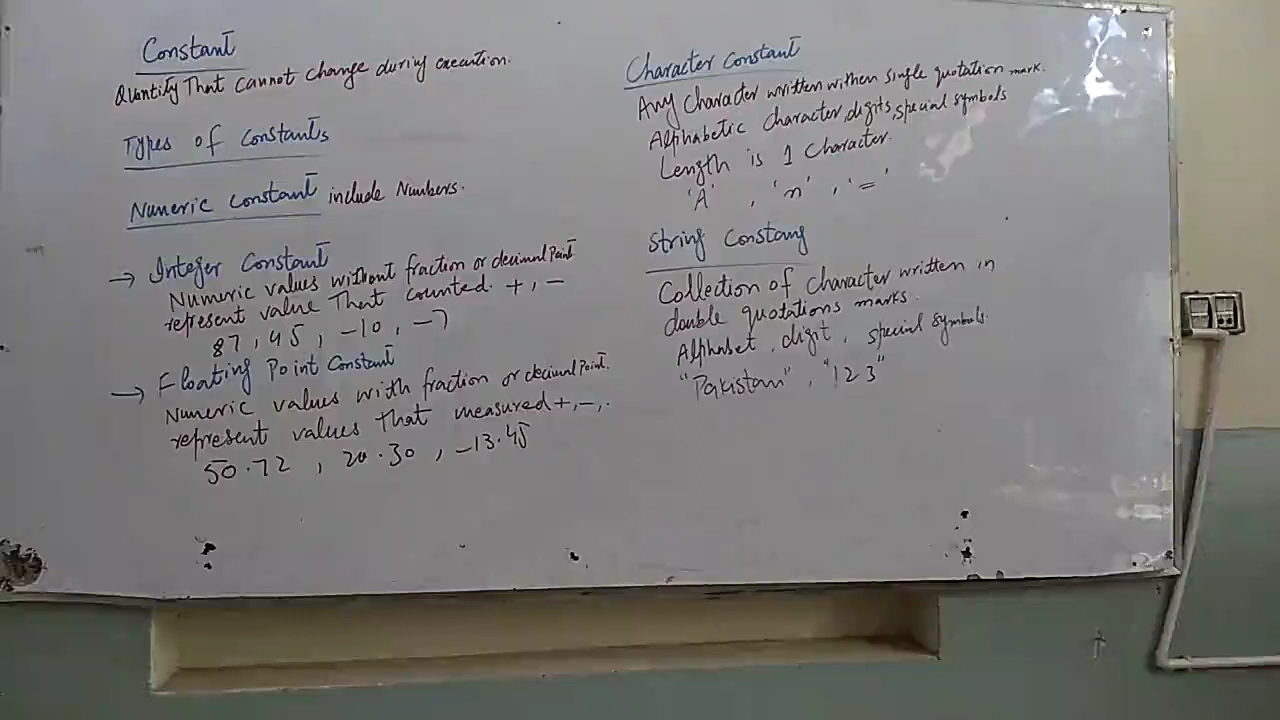 Constant
Quantity That cannot change during execution.
Types of Constants
Numeric constant include Numbers.
→ Integer Constant
Numeric values without fraction or decimal Point
represent value That counted. +, −
87, 45, −10, −7
→ Floating Point Constant
Numeric values with fraction or decimal Point.
represent values That measured +, −, .
50.72, 20.30, −13.45
Character Constant
Any Character written within single quotation mark.
Alphabetic character, digits, special symbols
Length is 1 Character.
'A', 'n', '='
String Constant
Collection of Character written in
double quotations marks.
Alphabet, digit, special symbols.
"Pakistan", "123"